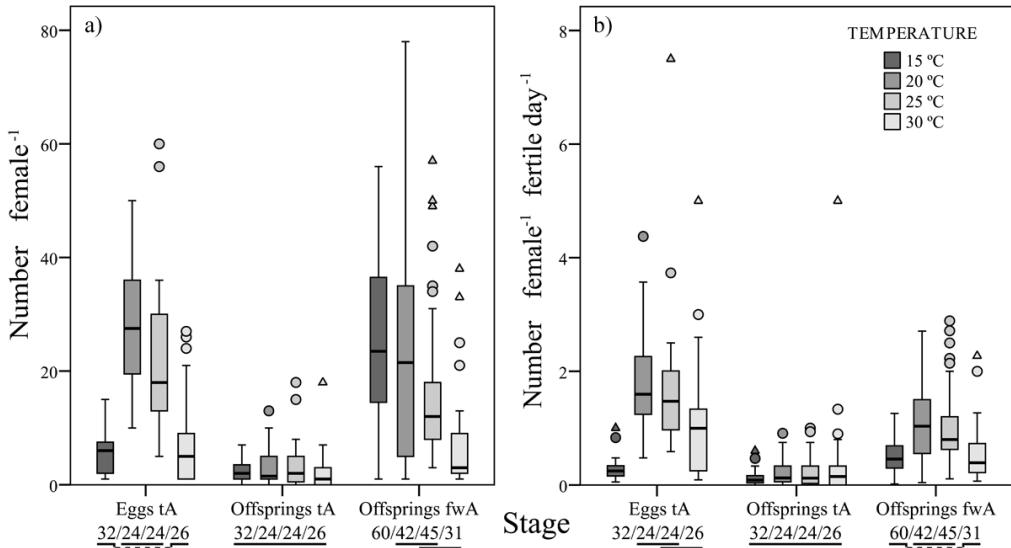 a)
Number female⁻¹
80
60
40
20
0
Eggs tA
32/24/24/26
Offsprings tA
32/24/24/26
Offsprings fwA
60/42/45/31
Stage
b)
Number female⁻¹ fertile day⁻¹
8
6
4
2
0
TEMPERATURE
15 ºC
20 ºC
25 ºC
30 ºC
Eggs tA
32/24/24/26
Offsprings tA
32/24/24/26
Offsprings fwA
60/42/45/31